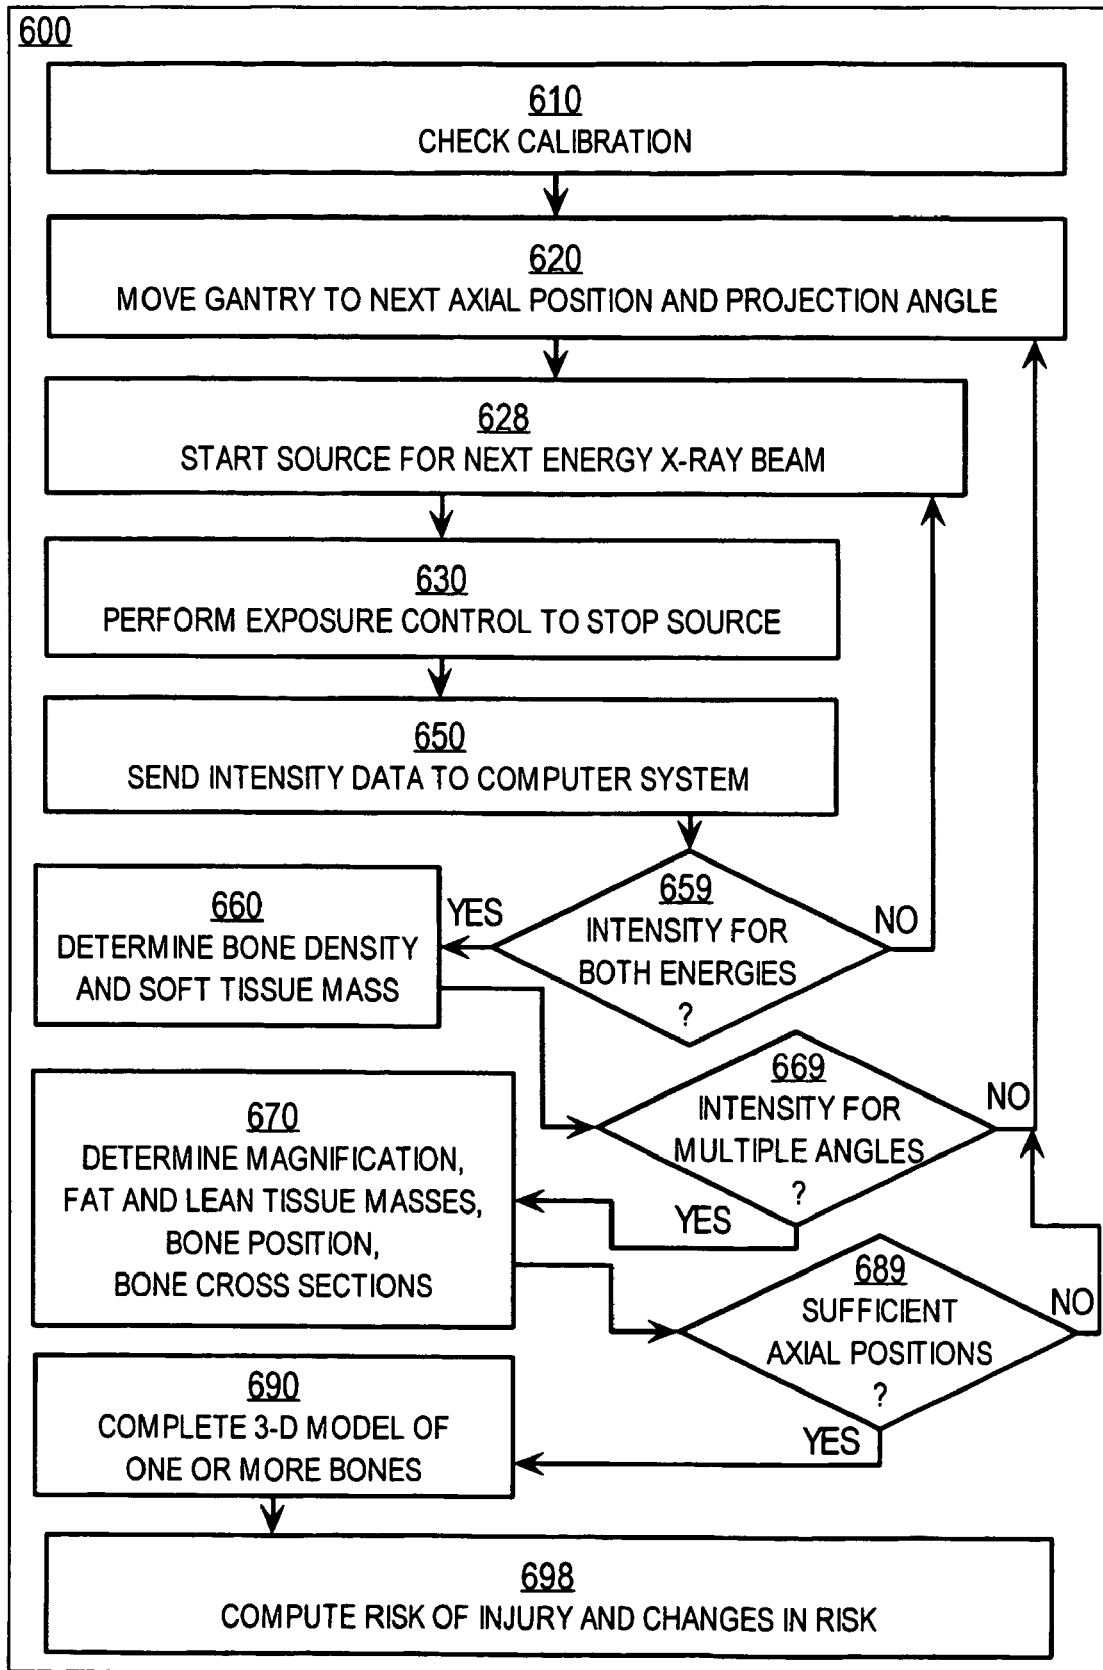 600
610
CHECK CALIBRATION
620
MOVE GANTRY TO NEXT AXIAL POSITION AND PROJECTION ANGLE
628
START SOURCE FOR NEXT ENERGY X-RAY BEAM
630
PERFORM EXPOSURE CONTROL TO STOP SOURCE
650
SEND INTENSITY DATA TO COMPUTER SYSTEM
659
INTENSITY FOR
BOTH ENERGIES
?
YES
NO
660
DETERMINE BONE DENSITY
AND SOFT TISSUE MASS
669
INTENSITY FOR
MULTIPLE ANGLES
?
NO
YES
670
DETERMINE MAGNIFICATION,
FAT AND LEAN TISSUE MASSES,
BONE POSITION,
BONE CROSS SECTIONS
689
SUFFICIENT
AXIAL POSITIONS
?
NO
YES
690
COMPLETE 3-D MODEL OF
ONE OR MORE BONES
698
COMPUTE RISK OF INJURY AND CHANGES IN RISK